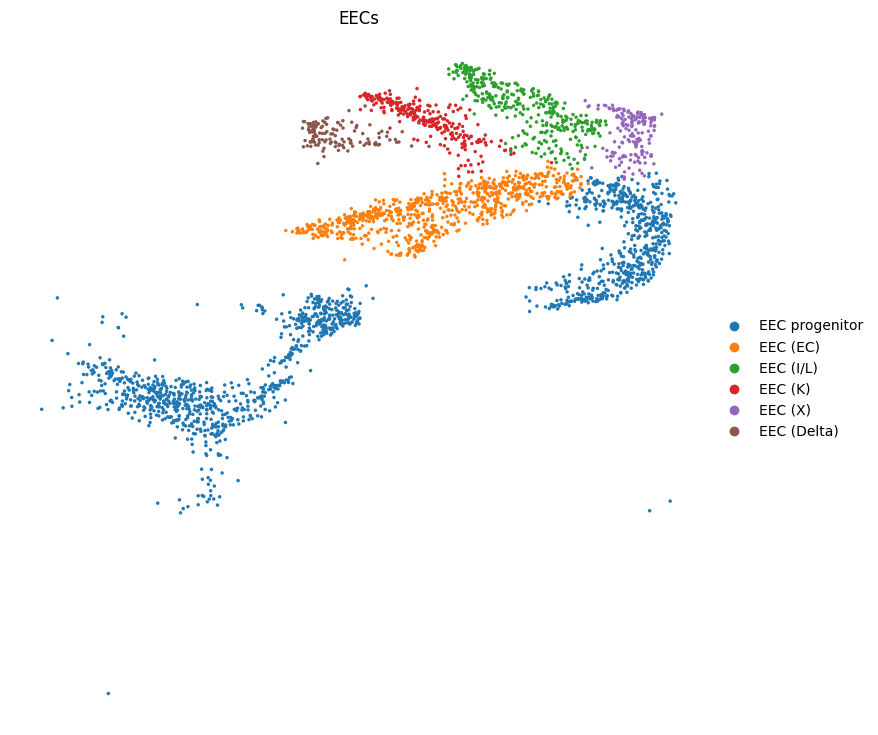 EECs
EEC progenitor
EEC (EC)
EEC (I/L)
EEC (K)
EEC (X)
EEC (Delta)